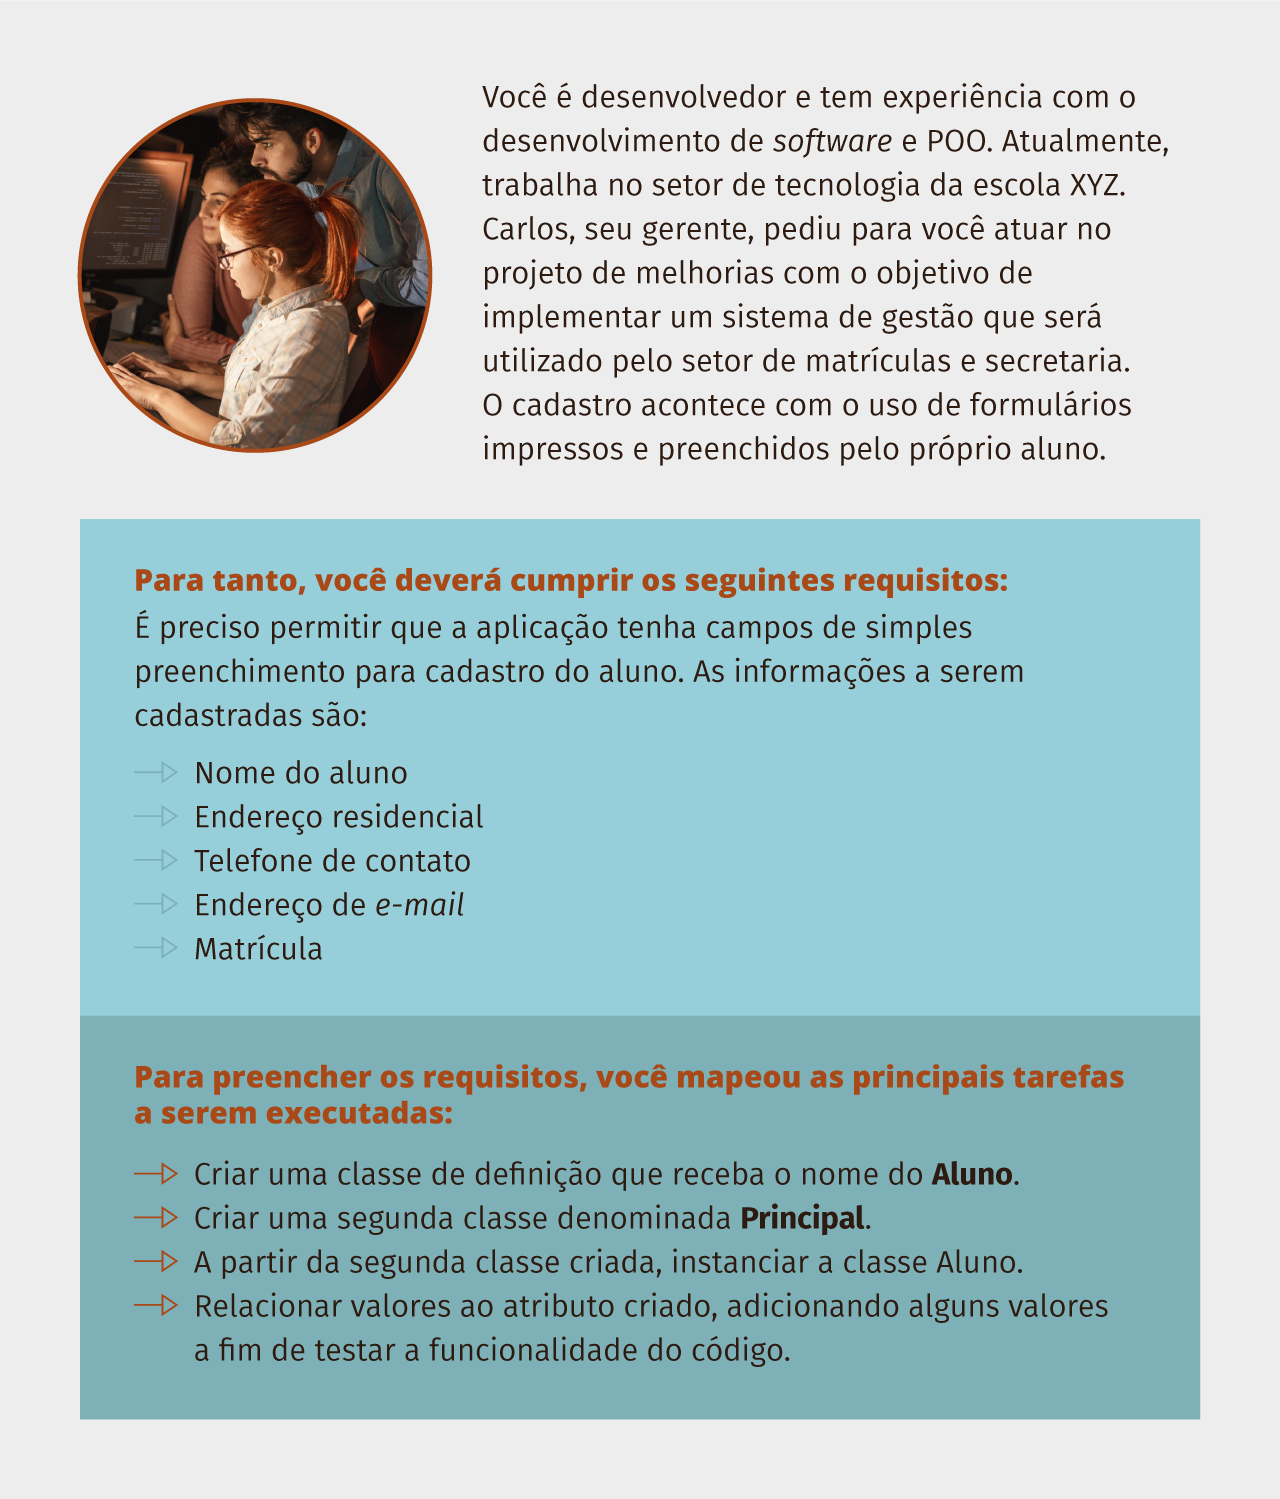 Você é desenvolvedor e tem experiência com o
desenvolvimento de software e POO. Atualmente,
trabalha no setor de tecnologia da escola XYZ.
Carlos, seu gerente, pediu para você atuar no
projeto de melhorias com o objetivo de
implementar um sistema de gestão que será
utilizado pelo setor de matrículas e secretaria.
O cadastro acontece com o uso de formulários
impressos e preenchidos pelo próprio aluno.
Para tanto, você deverá cumprir os seguintes requisitos:
É preciso permitir que a aplicação tenha campos de simples
preenchimento para cadastro do aluno. As informações a serem
cadastradas são:
Nome do aluno
Endereço residencial
Telefone de contato
Endereço de e-mail
Matrícula
Para preencher os requisitos, você mapeou as principais tarefas
a serem executadas:
Criar uma classe de definição que receba o nome do Aluno.
Criar uma segunda classe denominada Principal.
A partir da segunda classe criada, instanciar a classe Aluno.
Relacionar valores ao atributo criado, adicionando alguns valores
a fim de testar a funcionalidade do código.